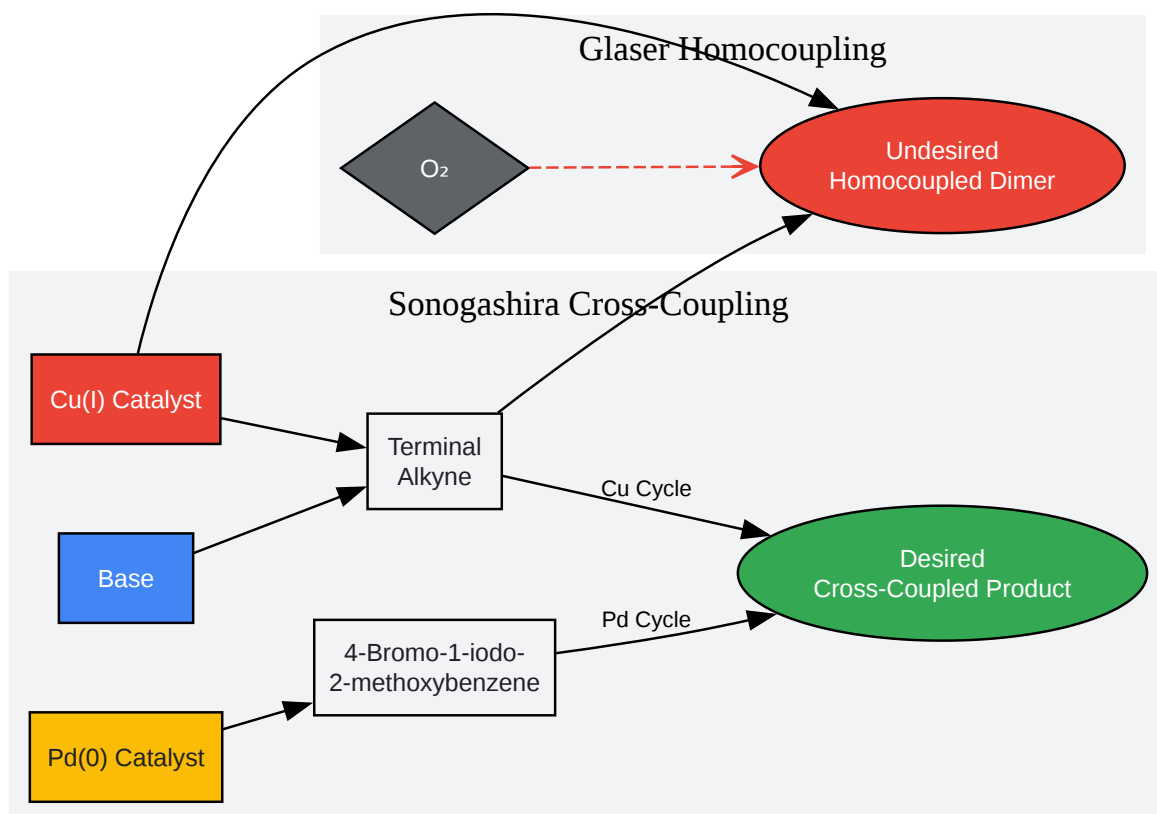 Glaser Homocoupling
O₂
Undesired
Homocoupled Dimer
Sonogashira Cross-Coupling
Cu(I) Catalyst
Terminal
Alkyne
Cu Cycle
Base
Desired
Cross-Coupled Product
Pd Cycle
4-Bromo-1-iodo-
2-methoxybenzene
Pd(0) Catalyst